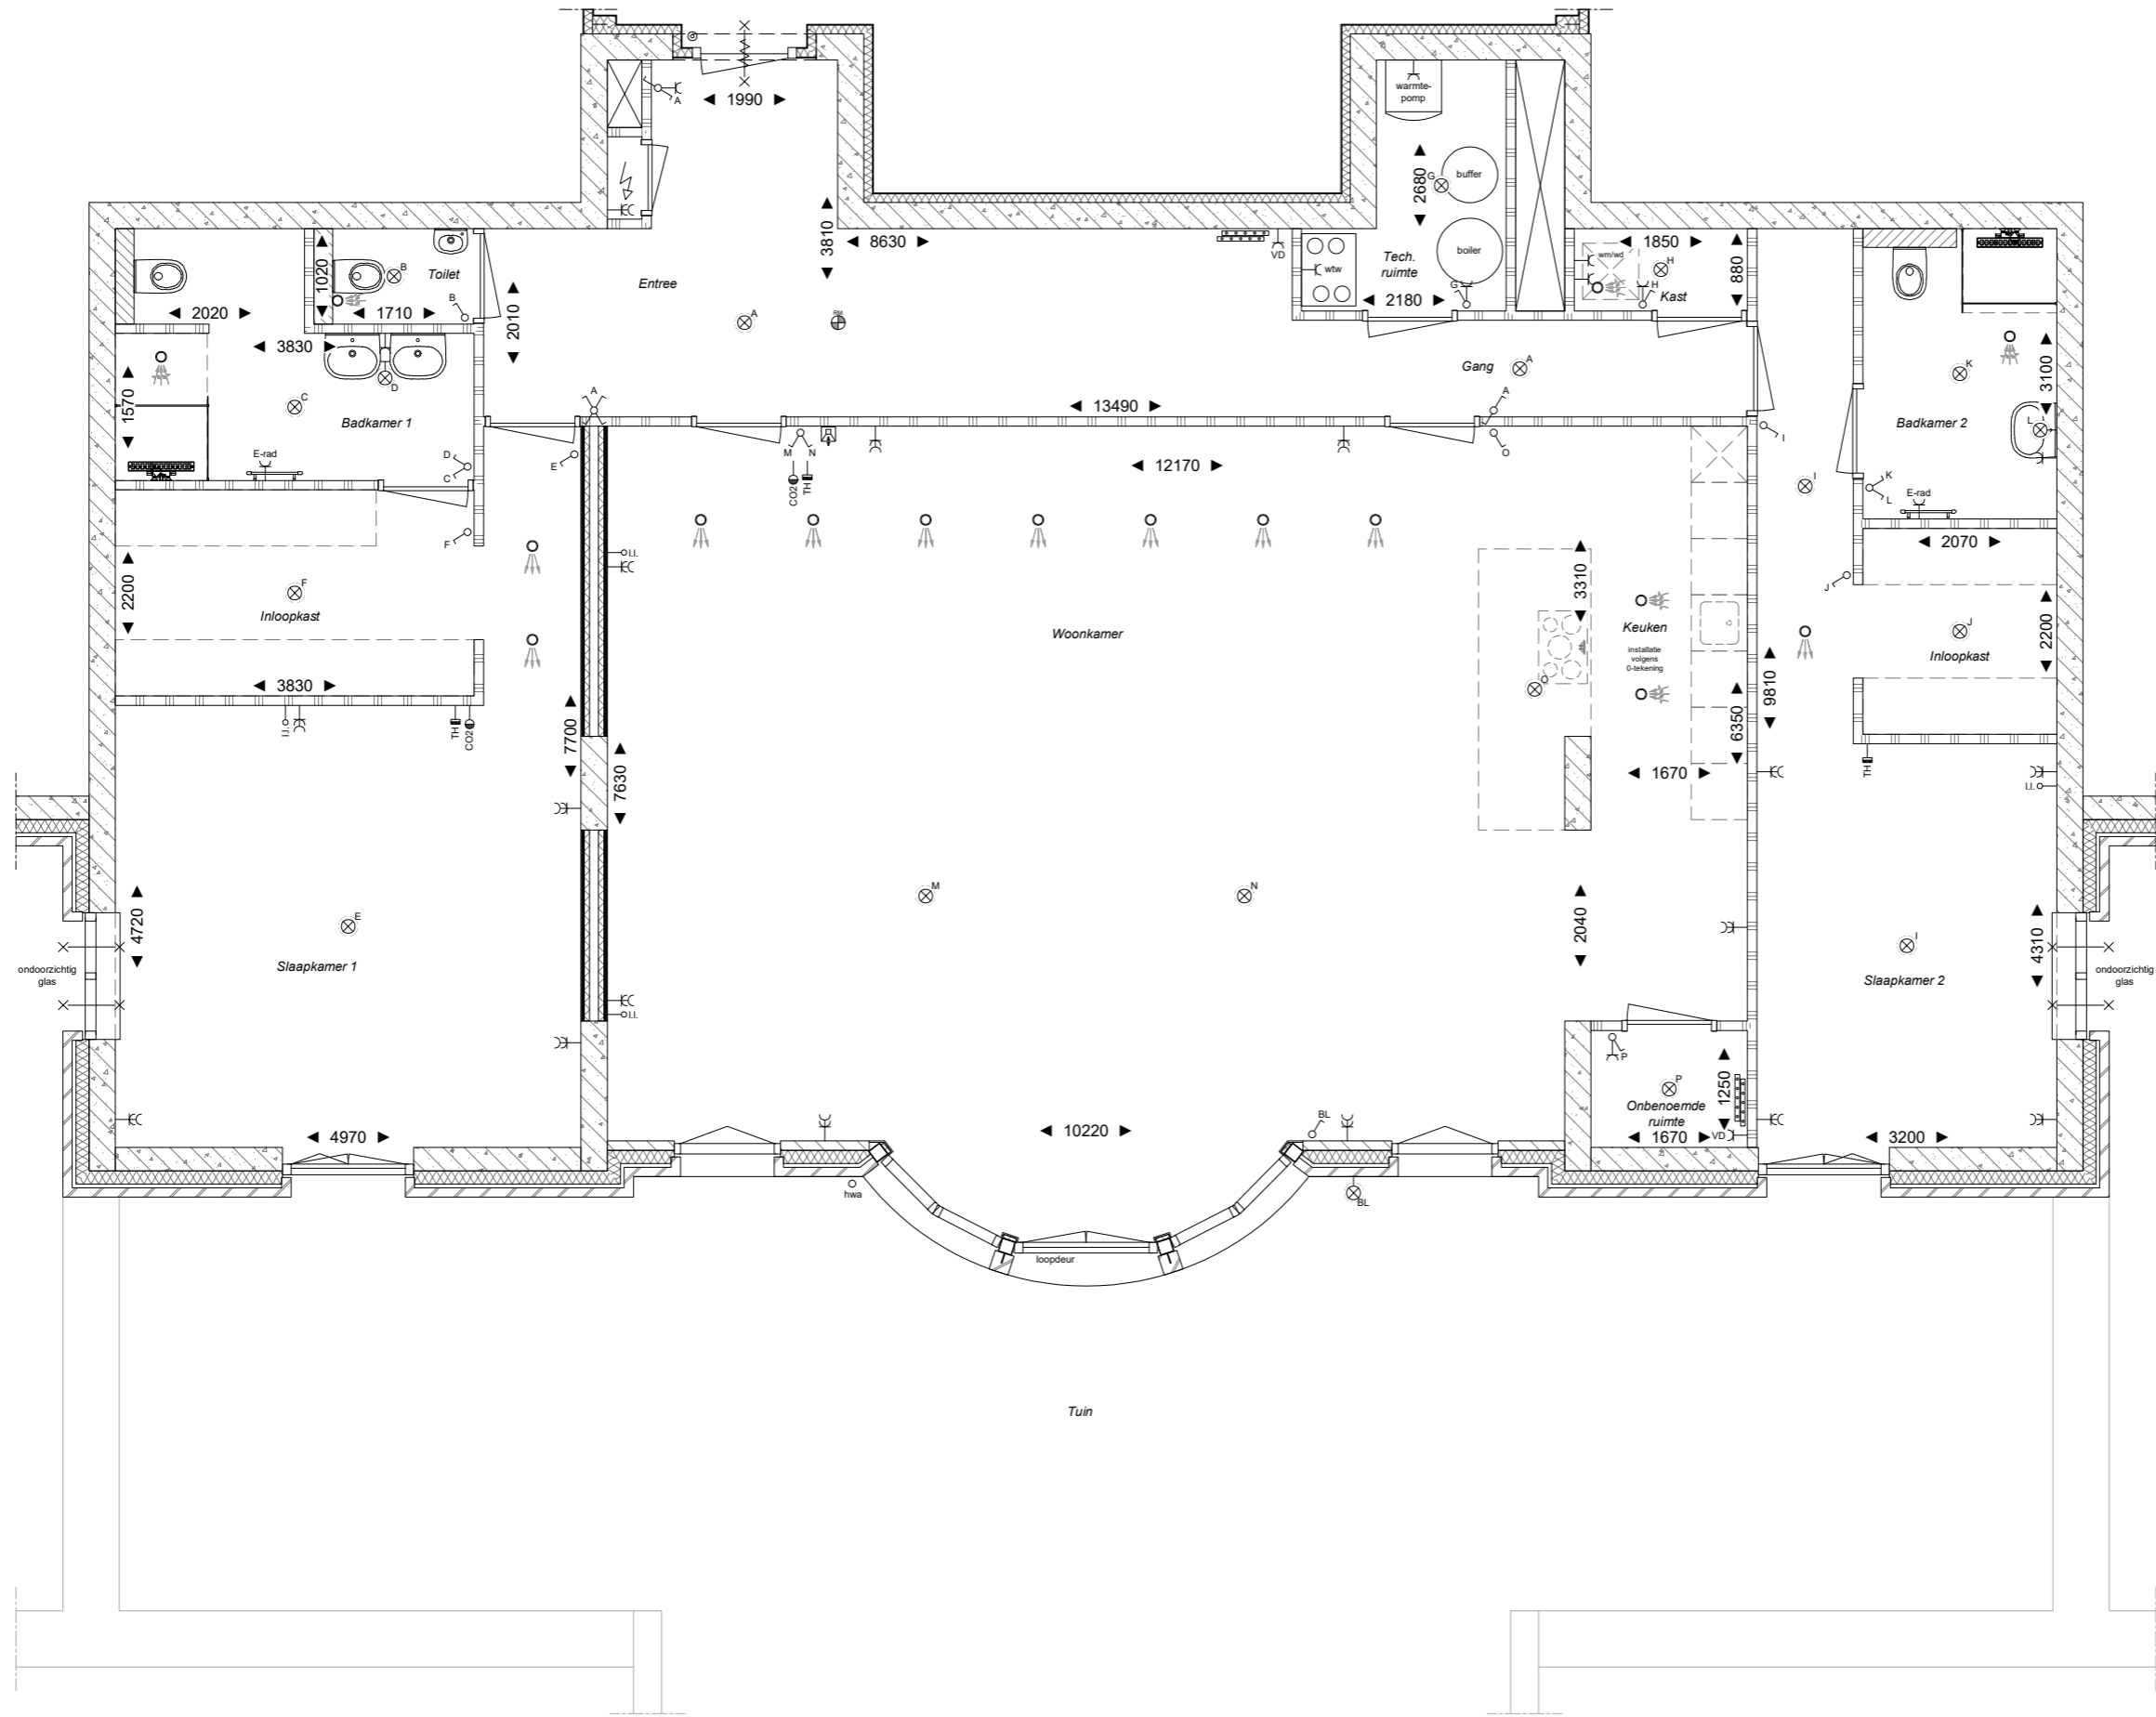 1990
A
warmte-
pomp
2680
G
buffer
boiler
3810
8630
VD
wtw
Tech.
ruimte
2180
G
1850
wm/wd
H
H
Kast
880
Toilet
B
B
1020
2020
1710
3830
2010
Entree
A
RM
D
C
Badkamer 1
1570
E-rad
D
C
A
E
F
Gang
A
A
13490
M
N
O
CO2
TH
12170
I
I
K
Badkamer 2
3100
L
K
L
E-rad
2070
2200
F
Inloopkast
3830
I.I.
TH
CO2
I.I.
Woonkamer
3310
O
Keuken
installatie
volgens
0-tekening
6350
1670
9810
J
J
Inloopkast
2200
TH
I.I.
7700
7630
4720
E
Slaapkamer 1
ondoorzichtig
glas
M
N
2040
I
Slaapkamer 2
4310
ondoorzichtig
glas
I.I.
P
P
Onbenoemde
ruimte
1250
1670
VD
4970
10220
BL
3200
hwa
BL
loopdeur
Tuin